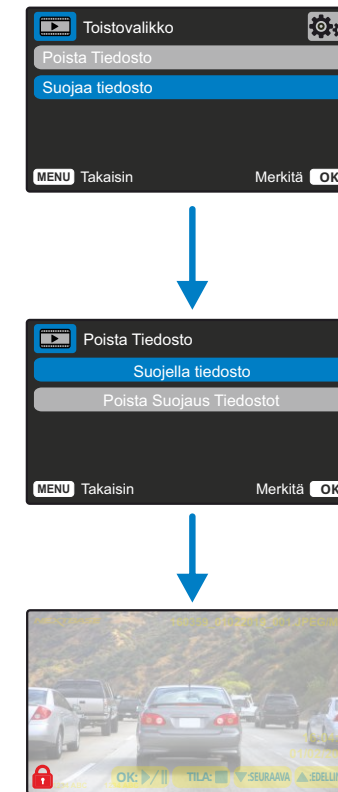 Toistovalikko
Poista Tiedosto
Suojaa tiedosto
MENU Takaisin Merkitä OK
Poista Tiedosto
Suojella tiedosto
Poista Suojaus Tiedostot
MENU Takaisin Merkitä OK
OK: TILA: :SEURAAVA